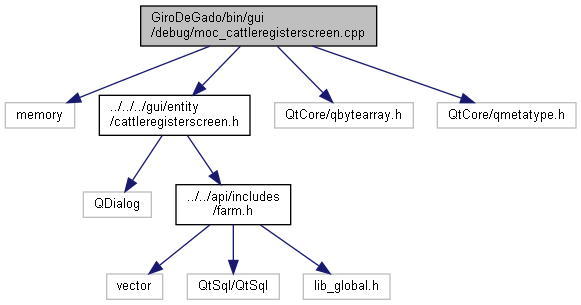 GiroDeGado/bin/gui
/debug/moc_cattleregisterscreen.cpp
memory
../../../gui/entity
/cattleregisterscreen.h
QtCore/qbytearray.h
QtCore/qmetatype.h
QDialog
../../api/includes
/farm.h
vector
QtSql/QtSql
lib_global.h